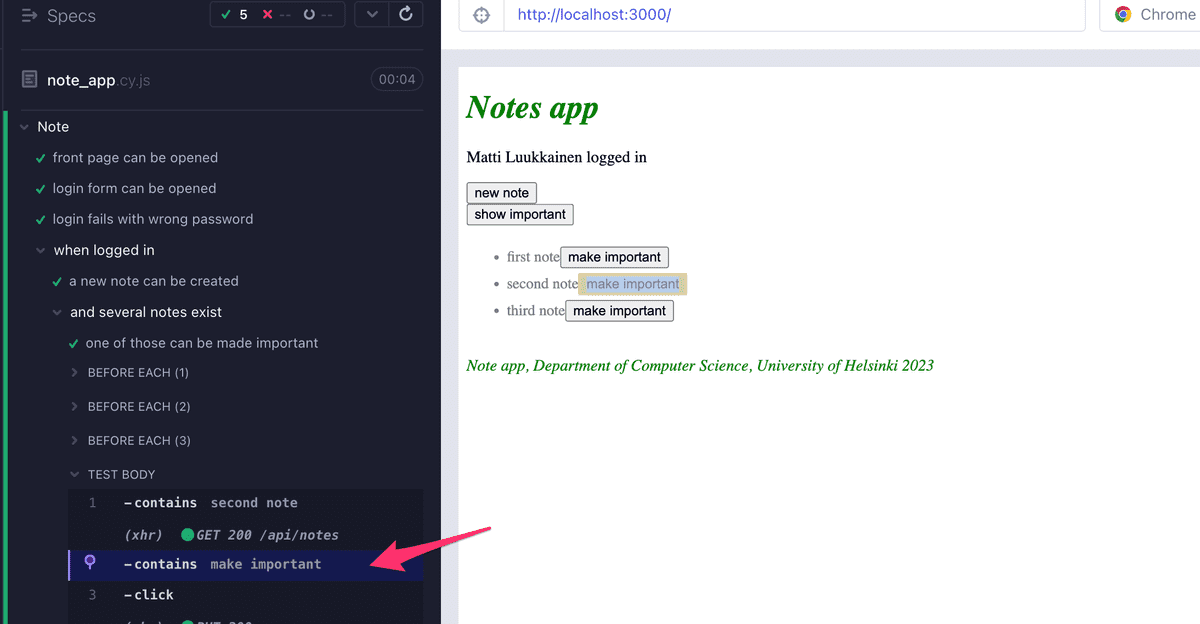 Specs
5 -- --
note_app.cy.js
00:04
Note
front page can be opened
login form can be opened
login fails with wrong password
when logged in
a new note can be created
and several notes exist
one of those can be made important
BEFORE EACH (1)
BEFORE EACH (2)
BEFORE EACH (3)
TEST BODY
1 -contains second note
(xhr) GET 200 /api/notes
-contains make important
3 -click
http://localhost:3000/
Chrome
Notes app
Matti Luukkainen logged in
new note
show important
first note make important
second note make important
third note make important
Note app, Department of Computer Science, University of Helsinki 2023